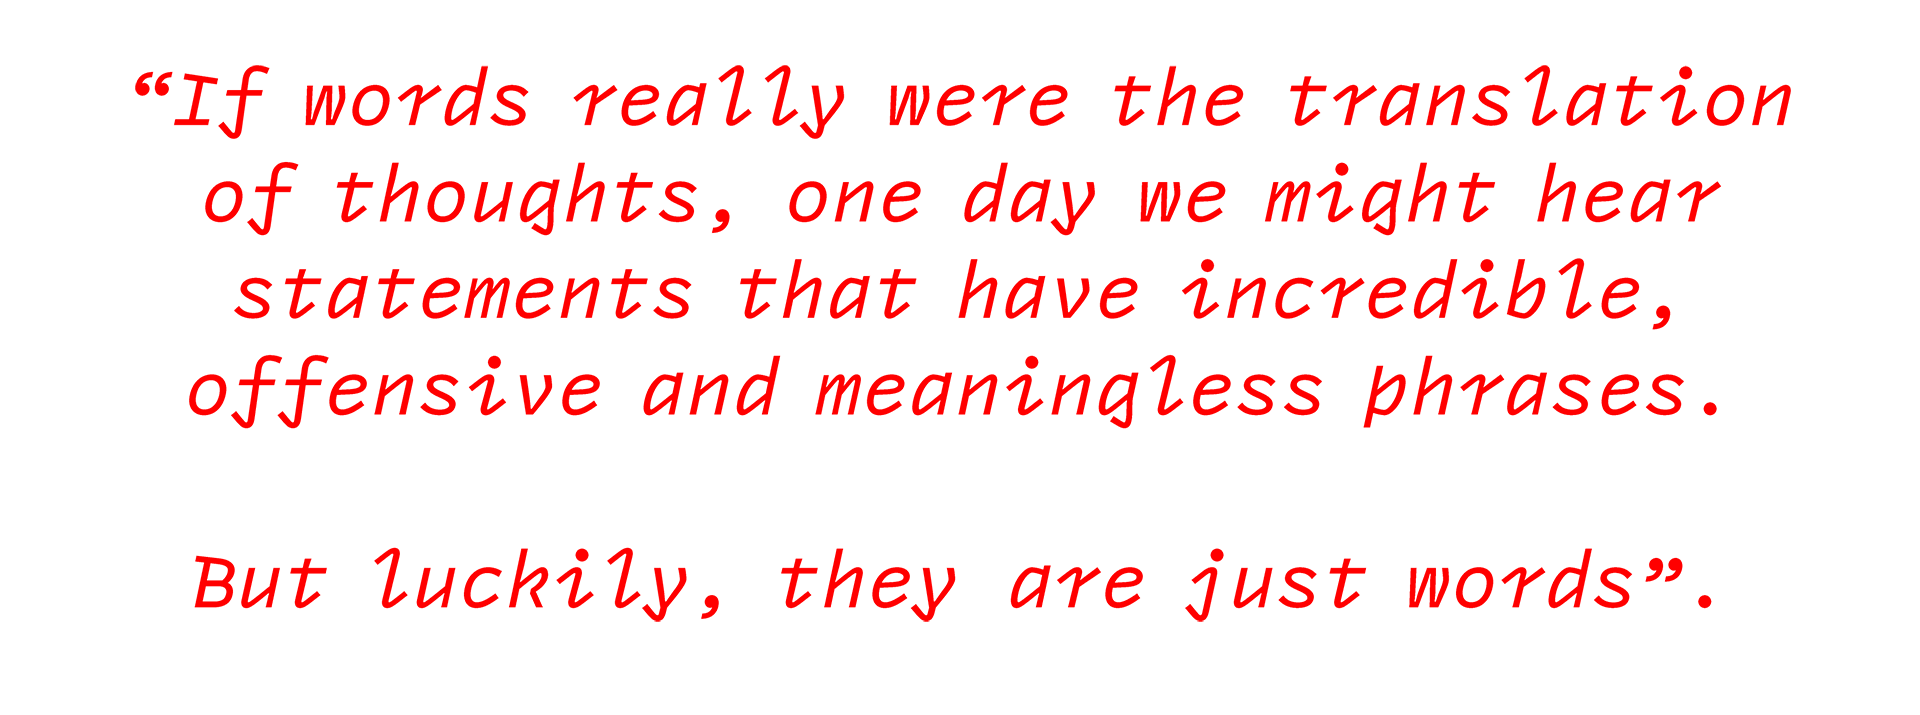 “If words really were the translation
of thoughts, one day we might hear
statements that have incredible,
offensive and meaningless phrases.
But luckily, they are just words”.